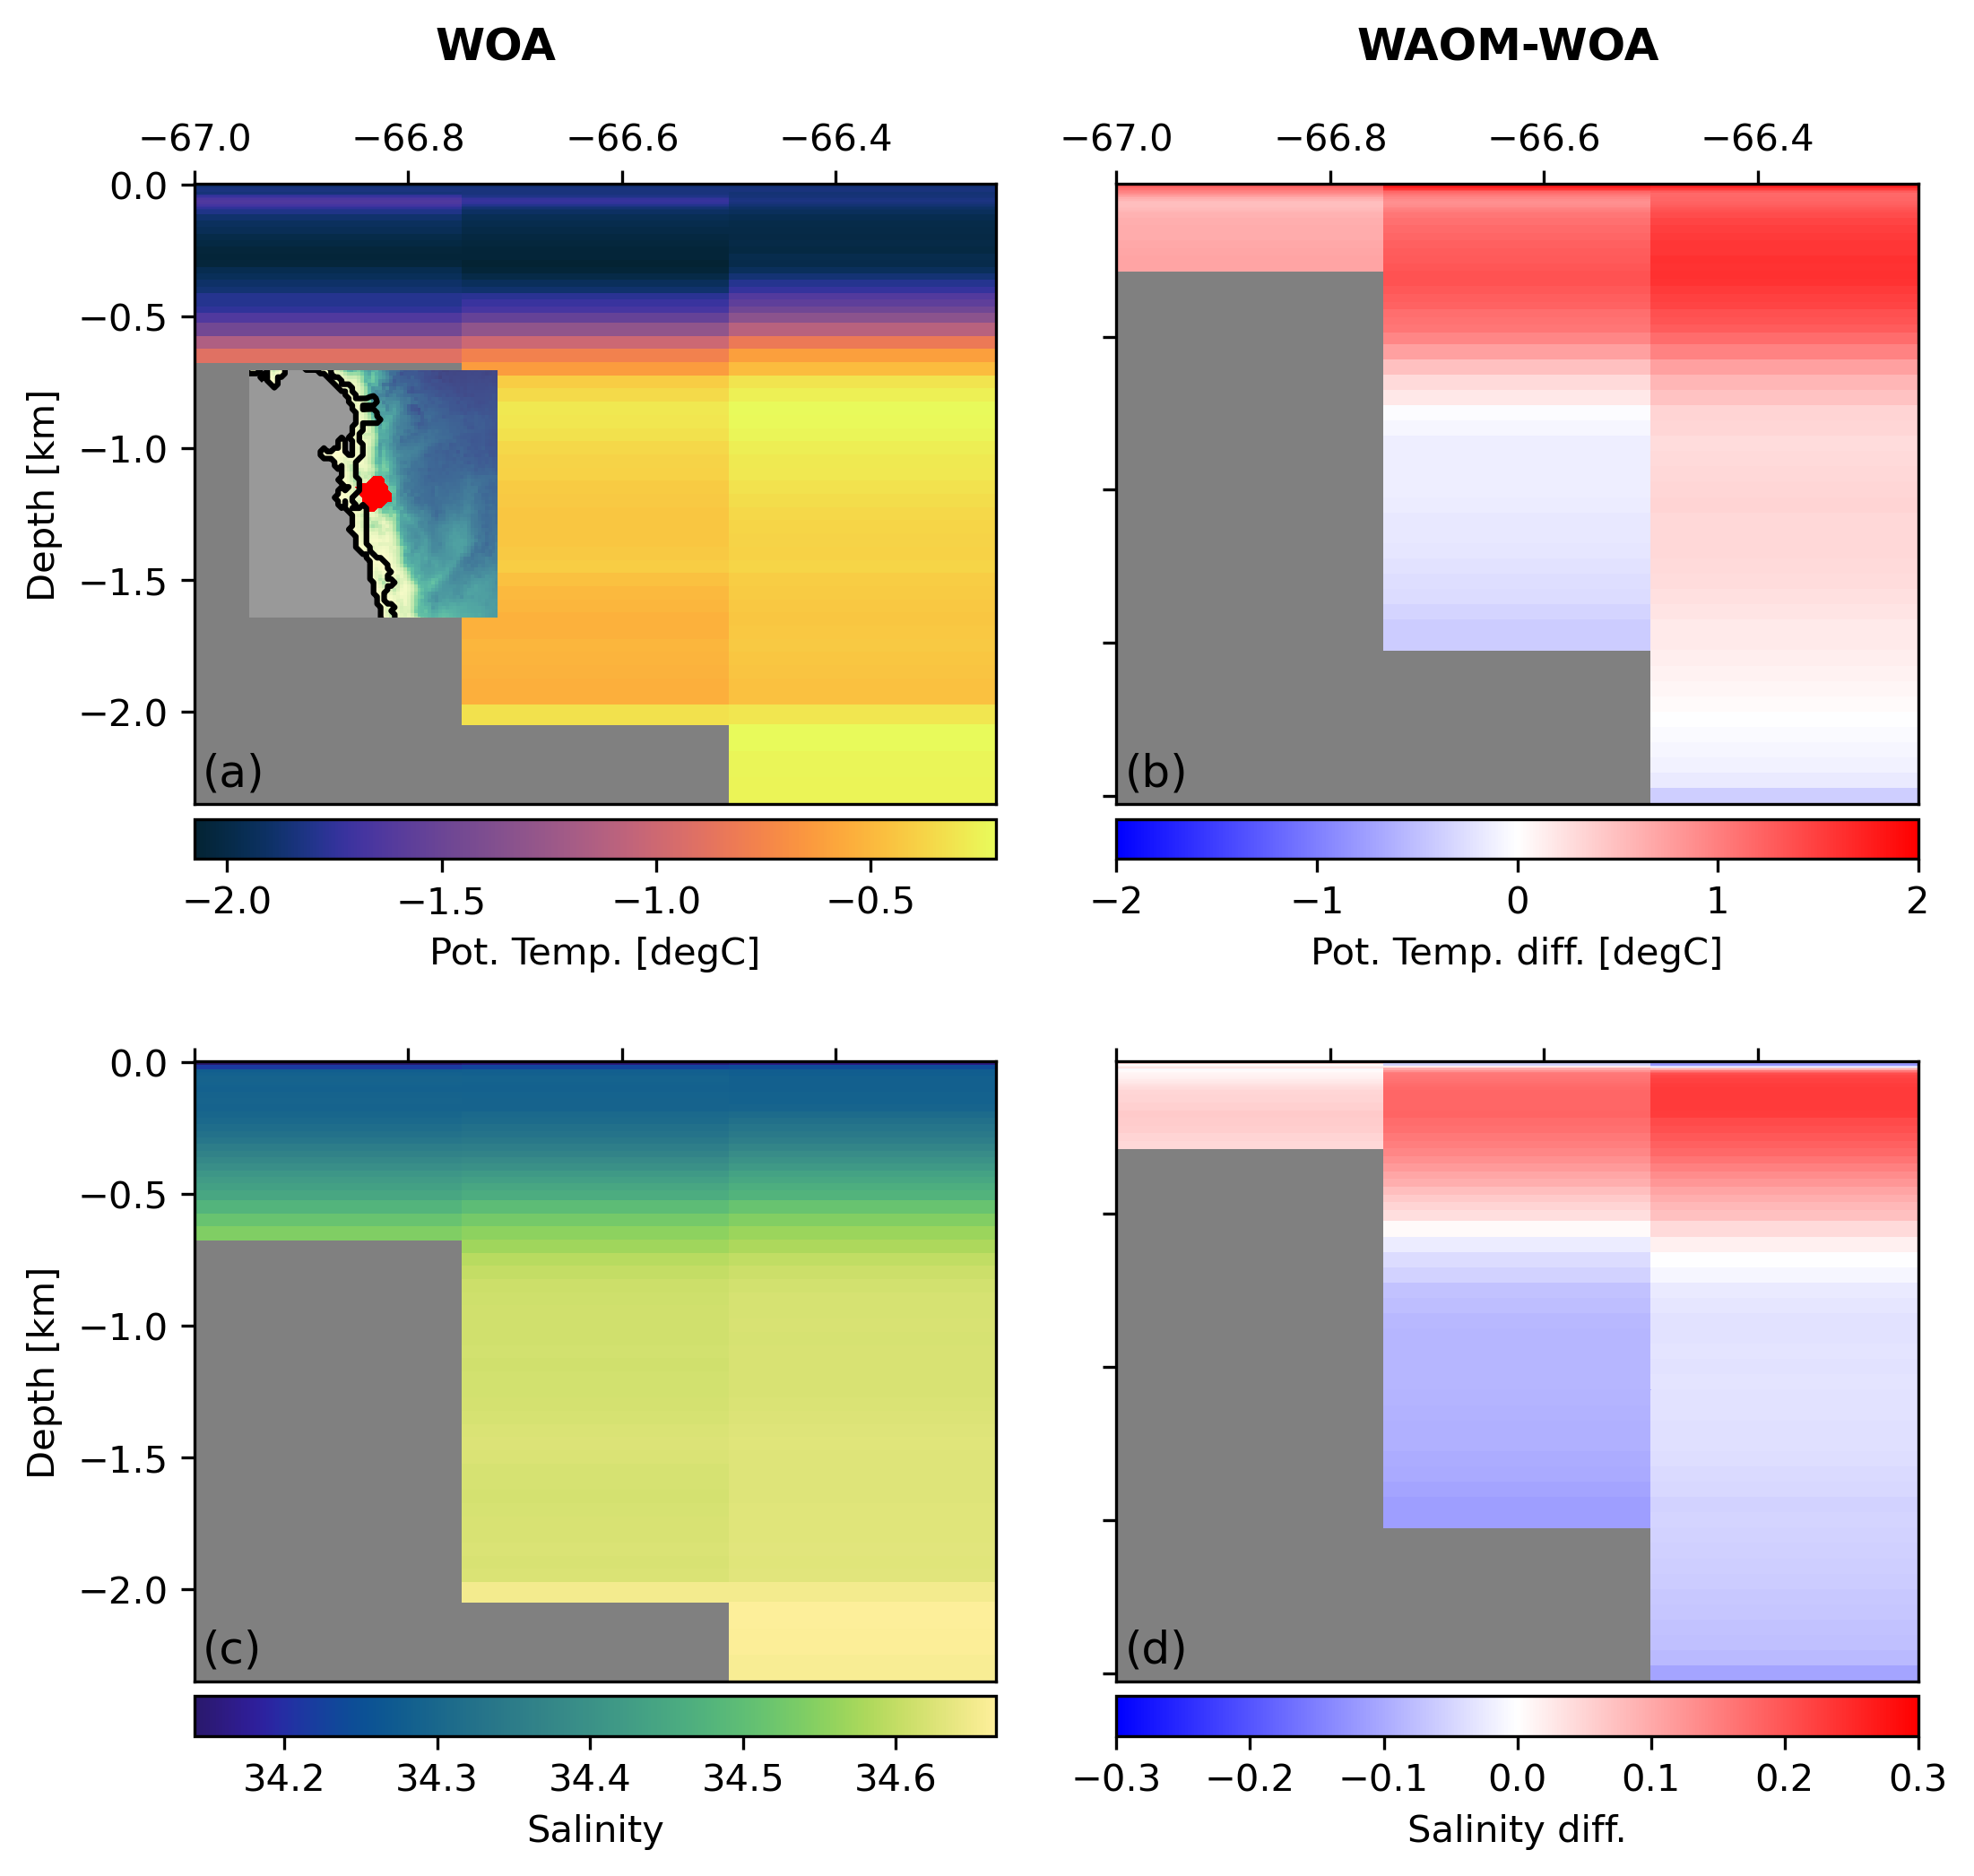 WOA WAOM-WOA
−67.0 −66.8 −66.6 −66.4 −67.0 −66.8 −66.6 −66.4
0.0
−0.5
−1.0
−1.5
−2.0
Depth [km]
(a) (b)
−2.0 −1.5 −1.0 −0.5 −2 −1 0 1 2
Pot. Temp. [degC] Pot. Temp. diff. [degC]
0.0
−0.5
−1.0
−1.5
−2.0
Depth [km]
(c) (d)
34.2 34.3 34.4 34.5 34.6 −0.3 −0.2 −0.1 0.0 0.1 0.2 0.3
Salinity Salinity diff.